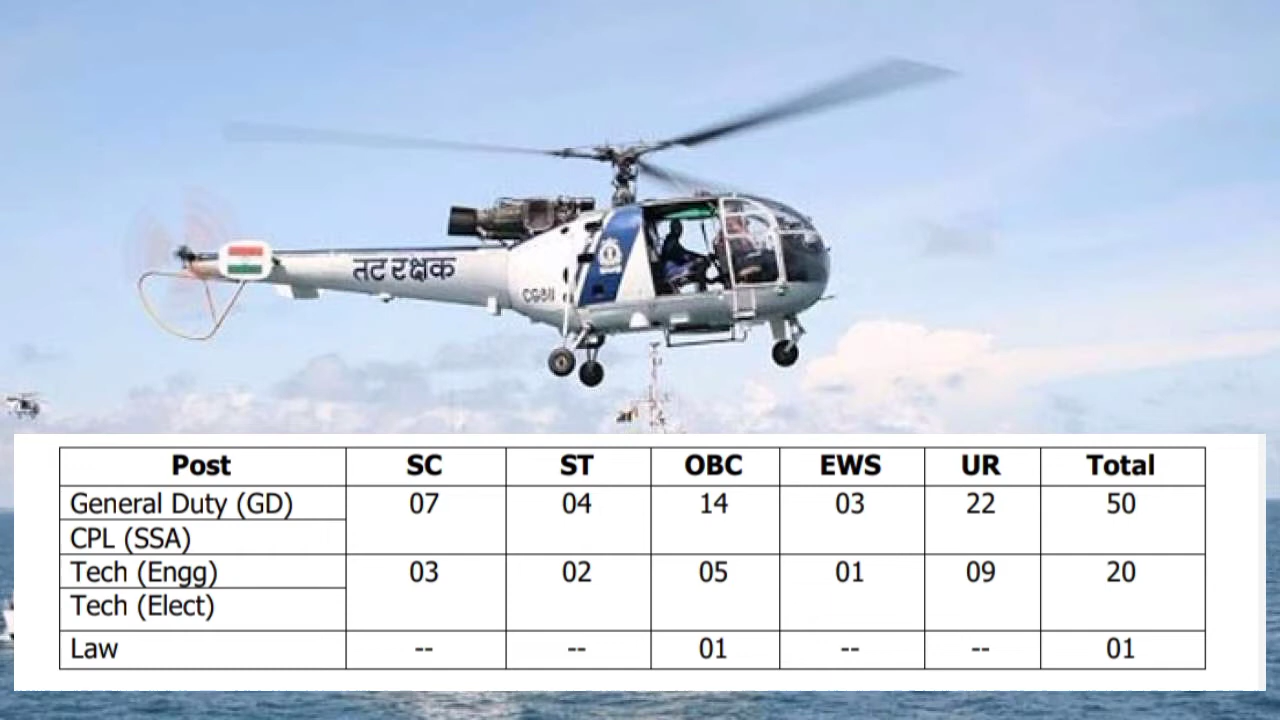 तट रक्षक
CG811
Post SC ST OBC EWS UR Total
General Duty (GD) 07 04 14 03 22 50
CPL (SSA)
Tech (Engg) 03 02 05 01 09 20
Tech (Elect)
Law -- -- 01 -- -- 01